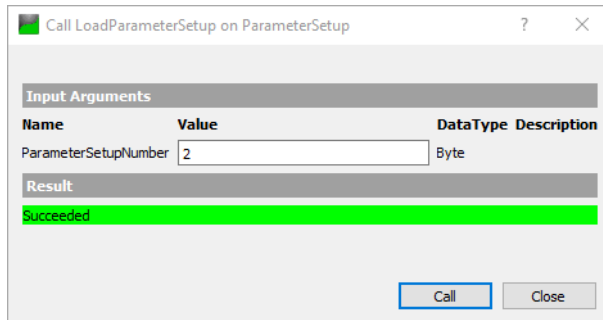 Call LoadParameterSetup on ParameterSetup ?
Input Arguments
Name Value DataType Description
ParameterSetupNumber 2 Byte
Result
Succeeded
Call Close